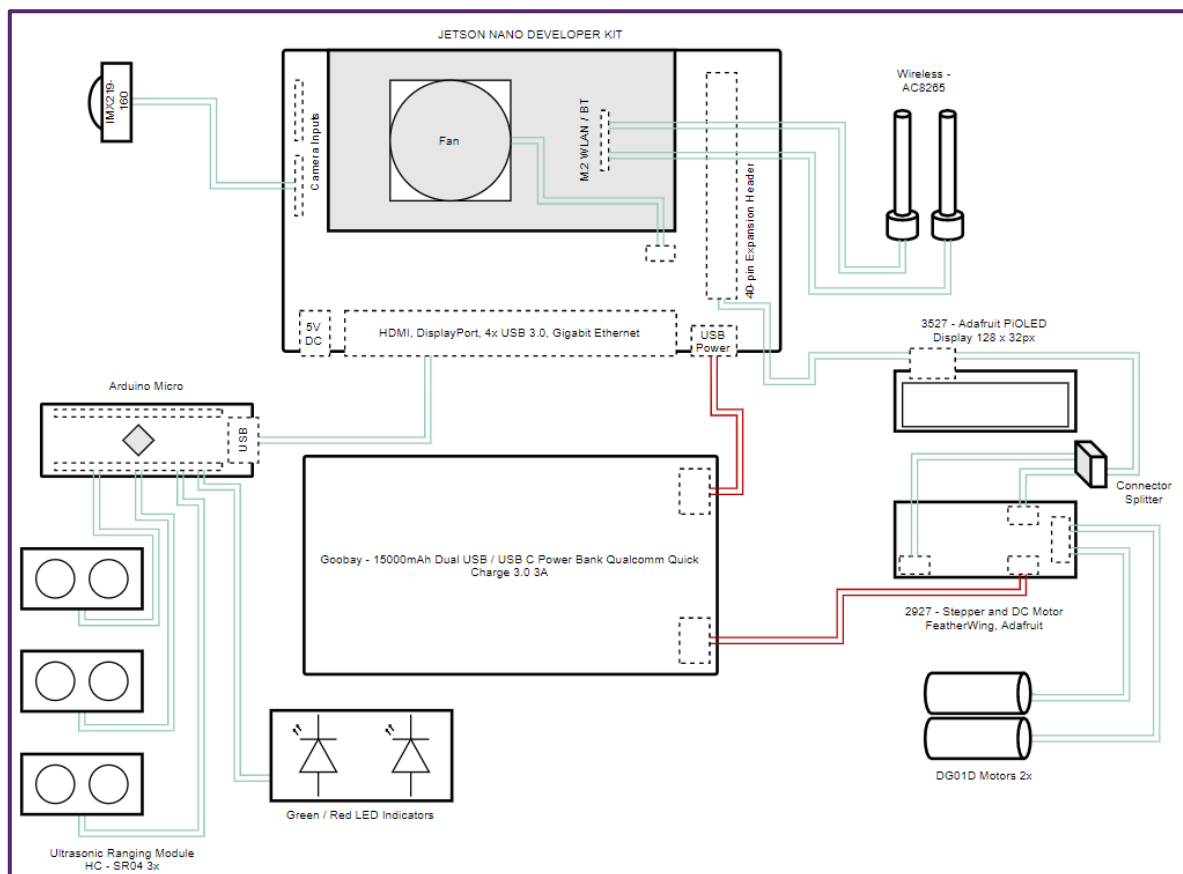 JETSON NANO DEVELOPER KIT
IMX219-
160
Camera Inputs
Fan
M.2 WLAN / BT
40-pin Expansion Header
Wireless -
AC8265
5V
DC
HDMI, DisplayPort, 4x USB 3.0, Gigabit Ethernet
USB
Power
3527 - Adafruit PiOLED
Display 128 x 32px
Arduino Micro
USB
Connector
Splitter
Goobay - 15000mAh Dual USB / USB C Power Bank Qualcomm Quick
Charge 3.0 3A
2927 - Stepper and DC Motor
FeatherWing, Adafruit
DG01D Motors 2x
Green / Red LED Indicators
Ultrasonic Ranging Module
HC - SR04 3x